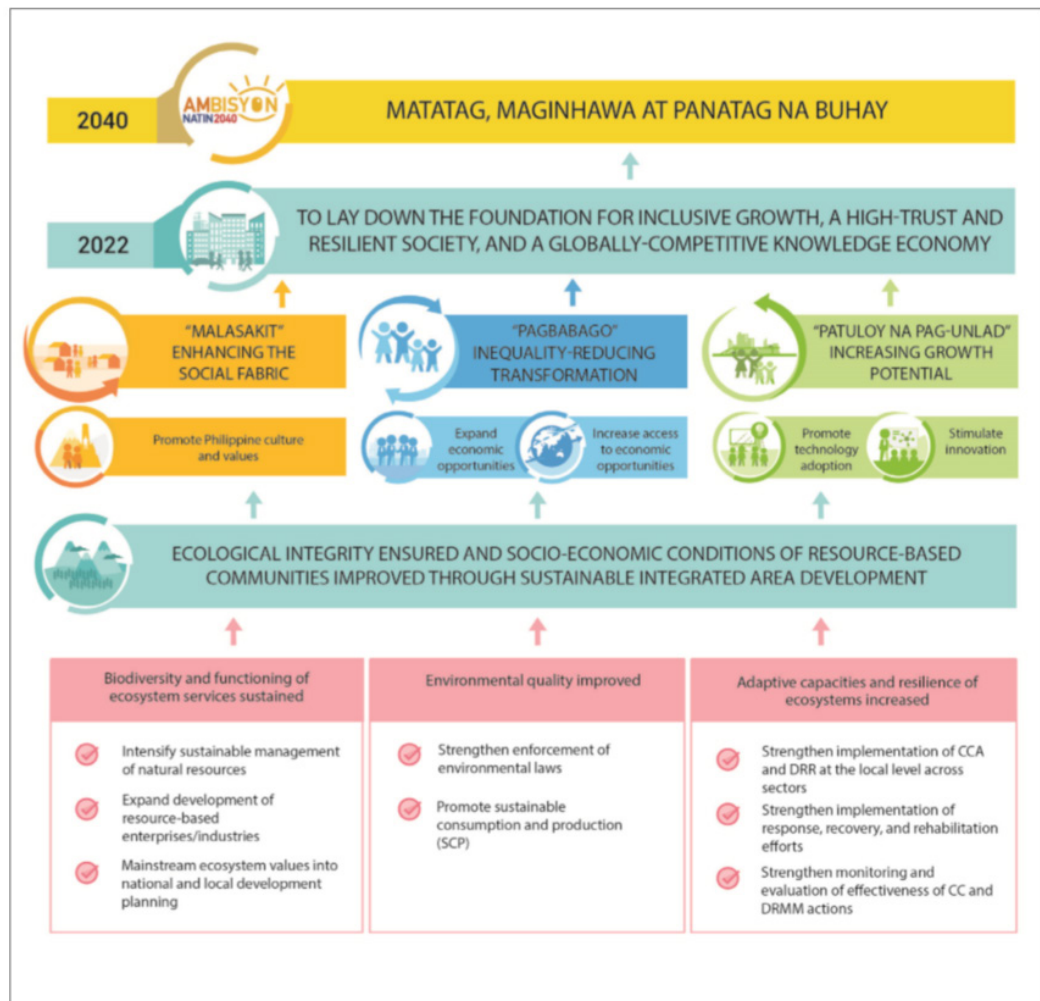 2040
AMBISYON
NATIN2040
MATATAG, MAGINHAWA AT PANATAG NA BUHAY
2022
TO LAY DOWN THE FOUNDATION FOR INCLUSIVE GROWTH, A HIGH-TRUST AND
RESILIENT SOCIETY, AND A GLOBALLY-COMPETITIVE KNOWLEDGE ECONOMY
“MALASAKIT”
ENHANCING THE
SOCIAL FABRIC
“PAGBABAGO”
INEQUALITY-REDUCING
TRANSFORMATION
“PATULOY NA PAG-UNLAD”
INCREASING GROWTH
POTENTIAL
Promote Philippine culture
and values
Expand
economic
opportunities
Increase access
to economic
opportunities
Promote
technology
adoption
Stimulate
innovation
ECOLOGICAL INTEGRITY ENSURED AND SOCIO-ECONOMIC CONDITIONS OF RESOURCE-BASED
COMMUNITIES IMPROVED THROUGH SUSTAINABLE INTEGRATED AREA DEVELOPMENT
Biodiversity and functioning of
ecosystem services sustained
Intensify sustainable management
of natural resources
Expand development of
resource-based
enterprises/industries
Mainstream ecosystem values into
national and local development
planning
Environmental quality improved
Strengthen enforcement of
environmental laws
Promote sustainable
consumption and production
(SCP)
Adaptive capacities and resilience of
ecosystems increased
Strengthen implementation of CCA
and DRR at the local level across
sectors
Strengthen implementation of
response, recovery, and rehabilitation
efforts
Strengthen monitoring and
evaluation of effectiveness of CC and
DRMM actions